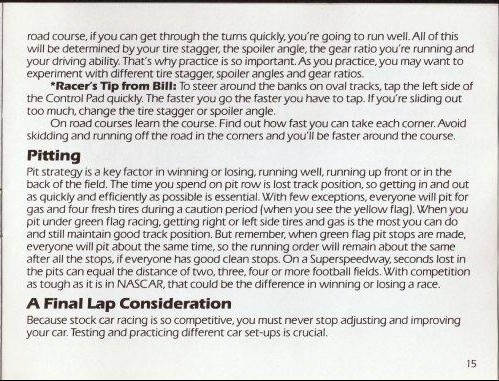 road course, if you can get through the turns quickly, you're going to run well. All of this
will be determined by your tire stagger, the spoiler angle, the gear ratio you're running and
your driving ability. That's why practice is so important. As you practice, you may want to
experiment with different tire stagger, spoiler angles and gear ratios.
*Racer's Tip from Bill: To steer around the banks on oval tracks, tap the left side of
the Control Pad quickly. The faster you go the faster you have to tap. If you're sliding out
too much, change the tire stagger or spoiler angle.
On road courses learn the course. Find out how fast you can take each corner. Avoid
skidding and running off the road in the corners and you'll be faster around the course.
Pitting
Pit strategy is a key factor in winning or losing, running well, running up front or in the
back of the field. The time you spend on pit row is lost track position, so getting in and out
as quickly and efficiently as possible is essential. With few exceptions, everyone will pit for
gas and four fresh tires during a caution period (when you see the yellow flag). When you
pit under green flag racing, getting right or left side tires and gas is the most you can do
and still maintain good track position. But remember, when green flag pit stops are made,
everyone will pit about the same time, so the running order will remain about the same
after all the stops, if everyone has good clean stops. On a Superspeedway, seconds lost in
the pits can equal the distance of two, three, four or more football fields. With competition
as tough as it is in NASCAR, that could be the difference in winning or losing a race.
A Final Lap Consideration
Because stock car racing is so competitive, you must never stop adjusting and improving
your car. Testing and practicing different car set-ups is crucial.
15